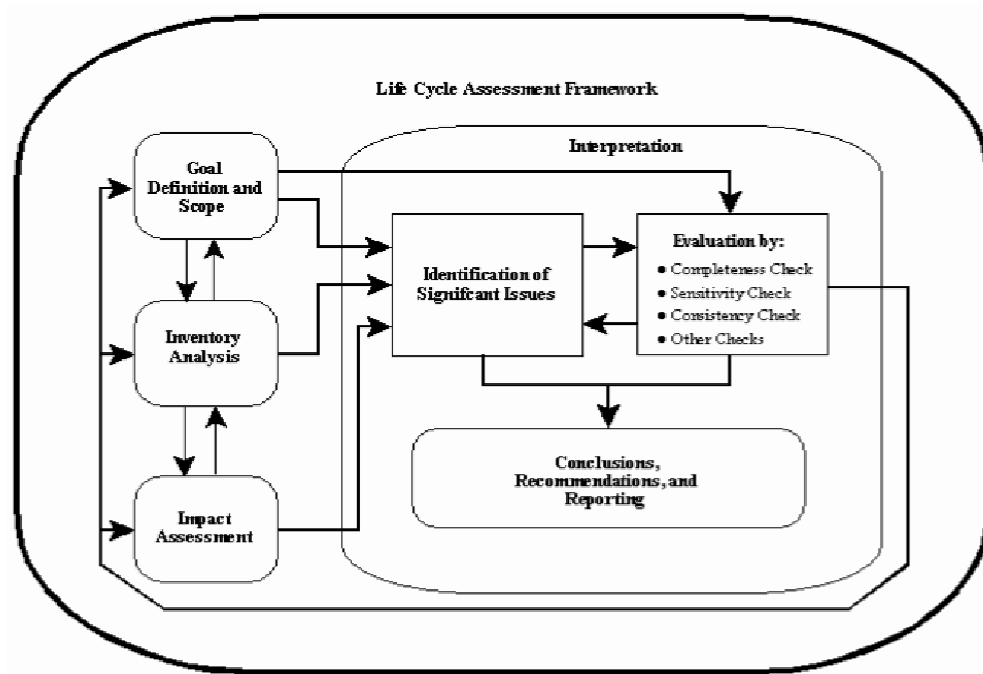 Life Cycle Assessment Framework
Goal
Definition and
Scope
Inventory
Analysis
Impact
Assessment
Interpretation
Identification of
Signifcant Issues
Evaluation by:
• Completeness Check
• Sensitivity Check
• Consistency Check
• Other Checks
Conclusions,
Recommendations, and
Reporting